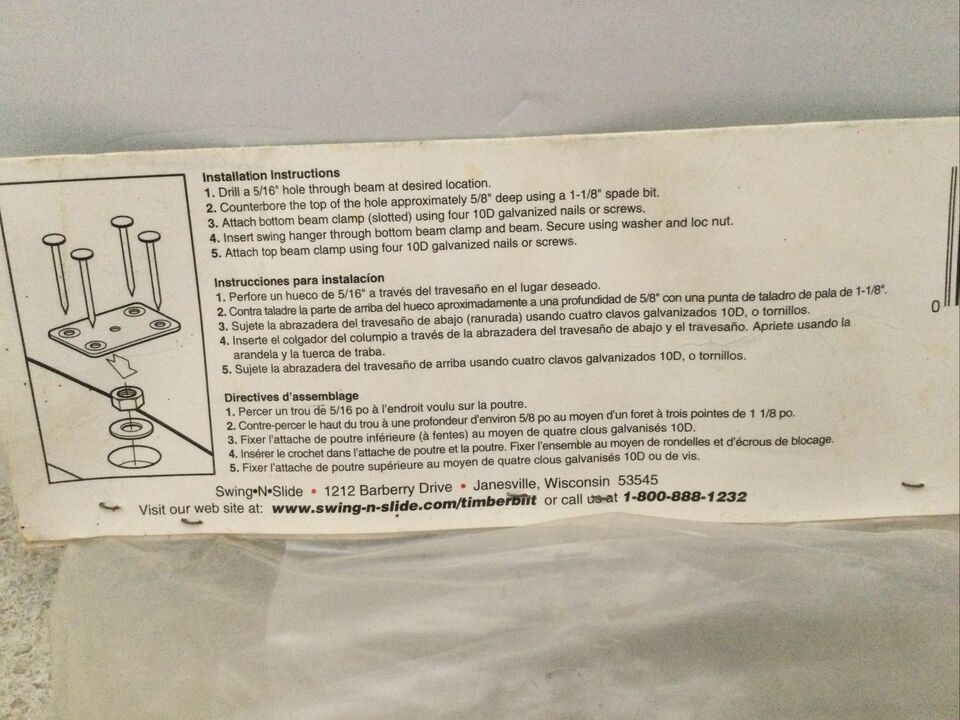 Installation Instructions
1. Drill a 5/16" hole through beam at desired location.
2. Counterbore the top of the hole approximately 5/8" deep using a 1-1/8" spade bit.
3. Attach bottom beam clamp (slotted) using four 10D galvanized nails or screws.
4. Insert swing hanger through bottom beam clamp and beam. Secure using washer and loc nut.
5. Attach top beam clamp using four 10D galvanized nails or screws.
Instrucciones para instalacíon
1. Perfore un hueco de 5/16" a través del travesaño en el lugar deseado.
2. Contra taladre la parte de arriba del hueco aproximadamente a una profundidad de 5/8" con una punta de taladro de pala de 1-1/8".
3. Sujete la abrazadera del travesaño de abajo (ranurada) usando cuatro clavos galvanizados 10D, o tornillos.
4. Inserte el colgador del columpio a través de la abrazadera del travesaño de abajo y el travesaño. Apriete usando la
arandela y la tuerca de traba.
5. Sujete la abrazadera del travesaño de arriba usando cuatro clavos galvanizados 10D, o tornillos.
Directives d'assemblage
1. Percer un trou de 5/16 po à l'endroit voulu sur la poutre.
2. Contre-percer le haut du trou à une profondeur d'environ 5/8 po au moyen d'un foret à trois pointes de 1 1/8 po.
3. Fixer l'attache de poutre inférieure (à fentes) au moyen de quatre clous galvanisés 10D.
4. Insérer le crochet dans l'attache de poutre et la poutre. Fixer l'ensemble au moyen de rondelles et d'écrous de blocage.
5. Fixer l'attache de poutre supérieure au moyen de quatre clous galvanisés 10D ou de vis.
Swing•N•Slide • 1212 Barberry Drive • Janesville, Wisconsin 53545
Visit our web site at: www.swing-n-slide.com/timberbilt or call us at 1-800-888-1232
0